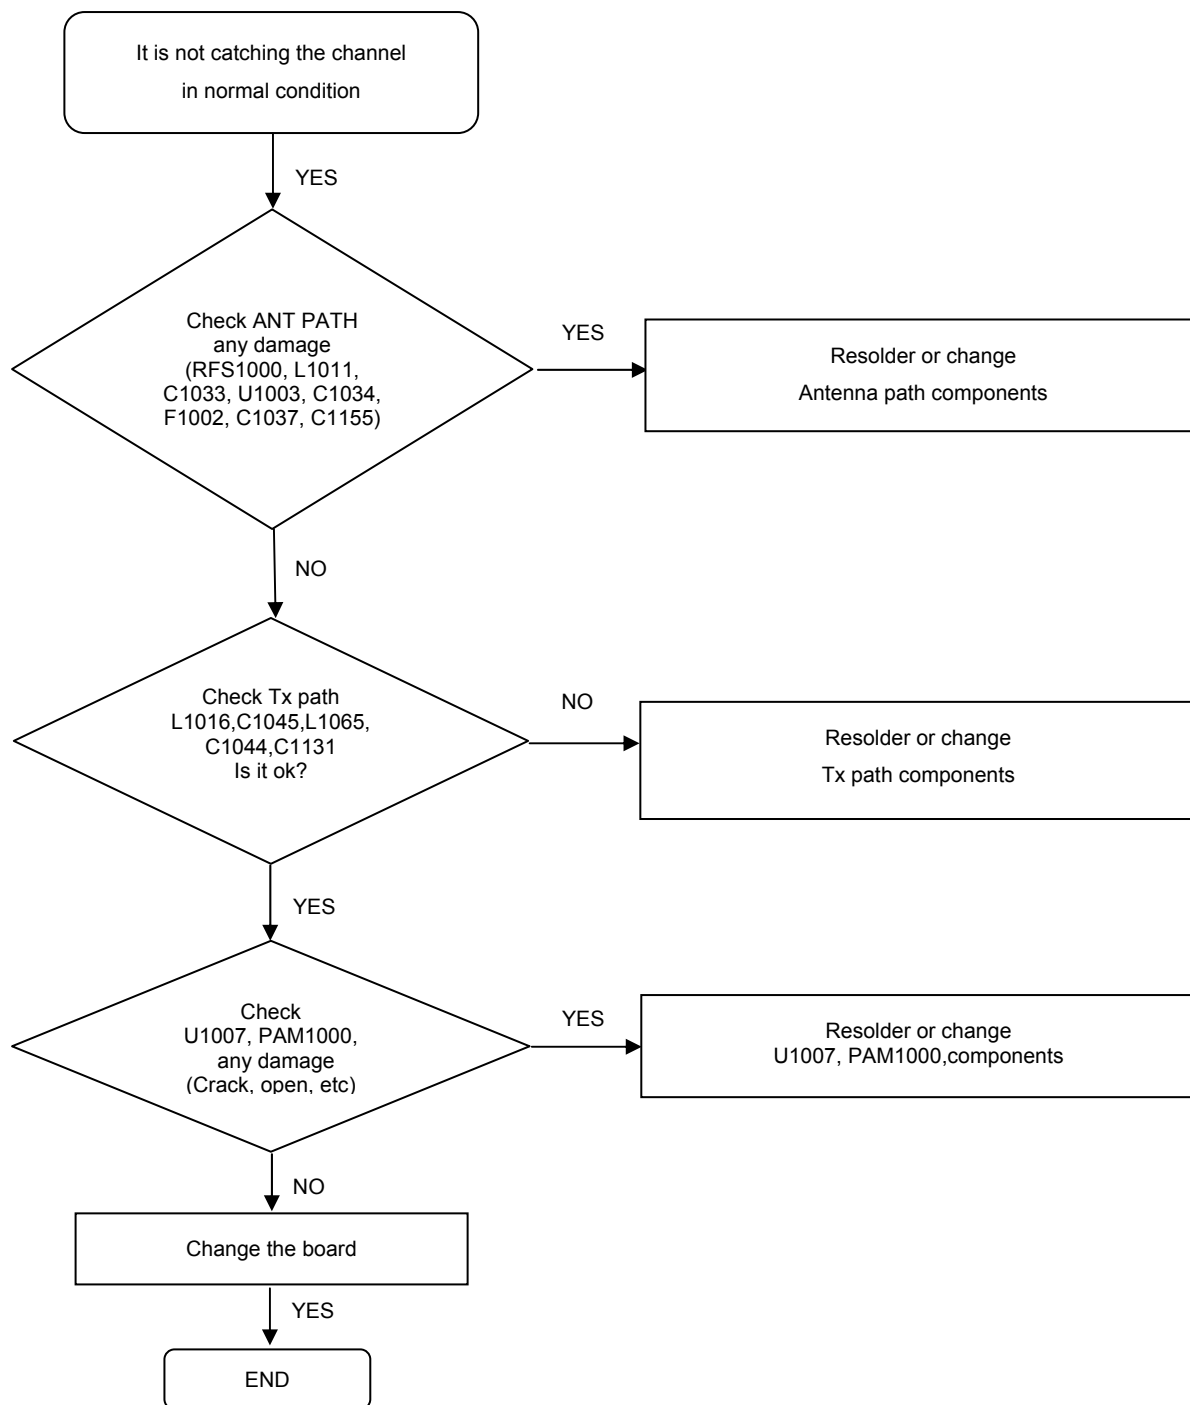 It is not catching the channel
in normal condition
YES
Check ANT PATH
any damage
(RFS1000, L1011,
C1033, U1003, C1034,
F1002, C1037, C1155)
YES
Resolder or change
Antenna path components
NO
Check Tx path
L1016,C1045,L1065,
C1044,C1131
Is it ok?
NO
Resolder or change
Tx path components
YES
Check
U1007, PAM1000,
any damage
(Crack, open, etc)
YES
Resolder or change
U1007, PAM1000,components
NO
Change the board
YES
END